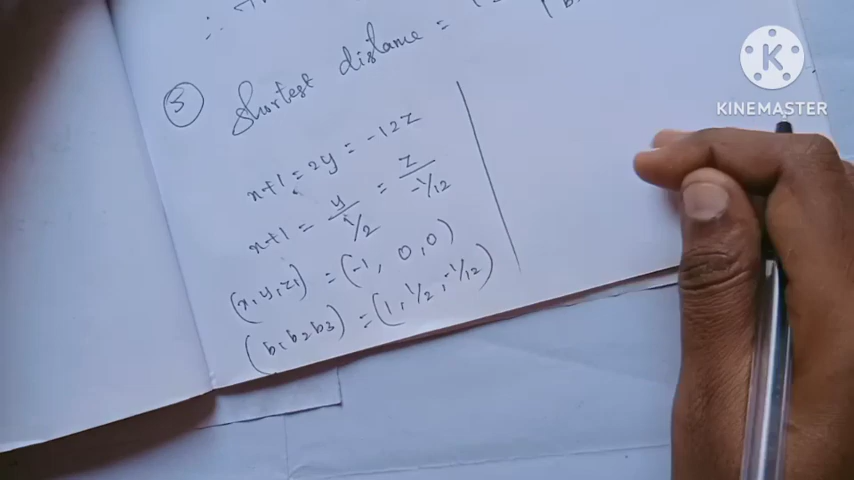 (5) Shortest distance =
x+1 = 2y = -12z
x+1 = y/1/2 = z/-1/12
(x1 y1 z1) = (-1, 0, 0)
(b1 b2 b3) = (1, 1/2, -1/12)
KINEMASTER